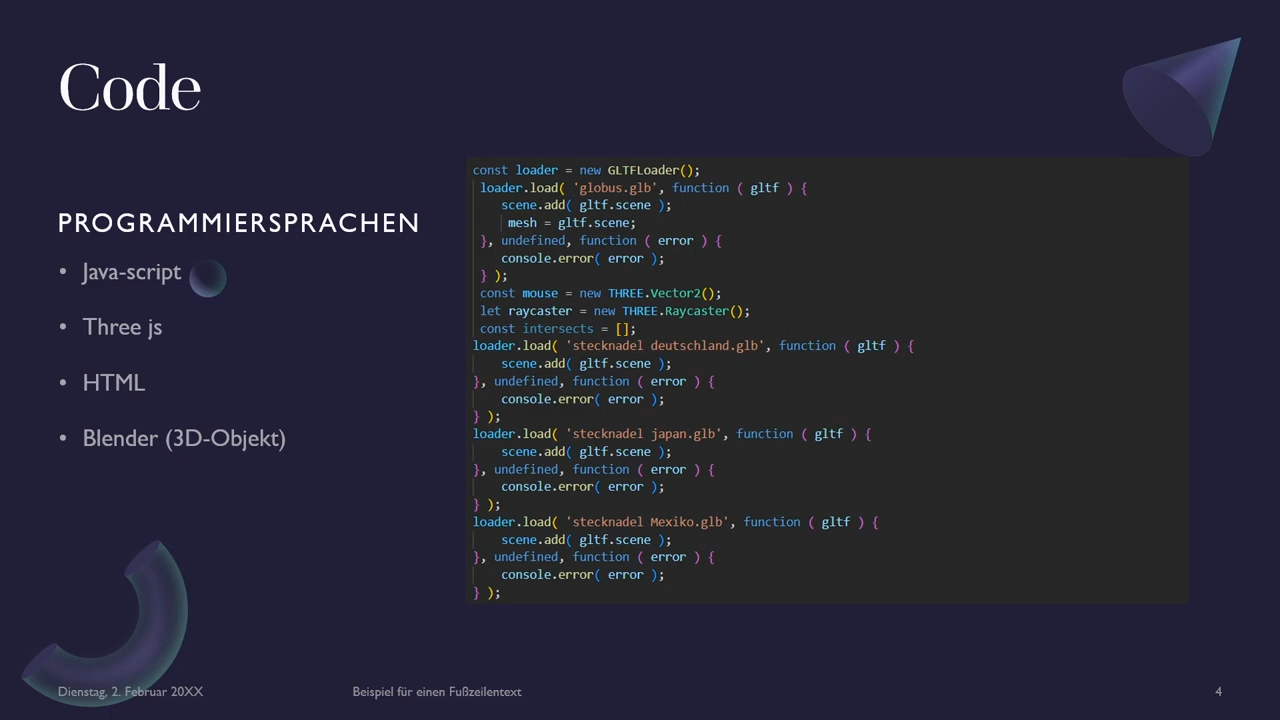 Code
PROGRAMMIERSPRACHEN
• Java-script
• Three js
• HTML
• Blender (3D-Objekt)
const loader = new GLTFLoader();
loader.load( 'globus.glb', function ( gltf ) {
scene.add( gltf.scene );
mesh = gltf.scene;
}, undefined, function ( error ) {
console.error( error );
} );
const mouse = new THREE.Vector2();
let raycaster = new THREE.Raycaster();
const intersects = [];
loader.load( 'stecknadel deutschland.glb', function ( gltf ) {
scene.add( gltf.scene );
}, undefined, function ( error ) {
console.error( error );
} );
loader.load( 'stecknadel japan.glb', function ( gltf ) {
scene.add( gltf.scene );
}, undefined, function ( error ) {
console.error( error );
} );
loader.load( 'stecknadel Mexiko.glb', function ( gltf ) {
scene.add( gltf.scene );
}, undefined, function ( error ) {
console.error( error );
} );
Dienstag, 2. Februar 20XX
Beispiel für einen Fußzeilentext
4